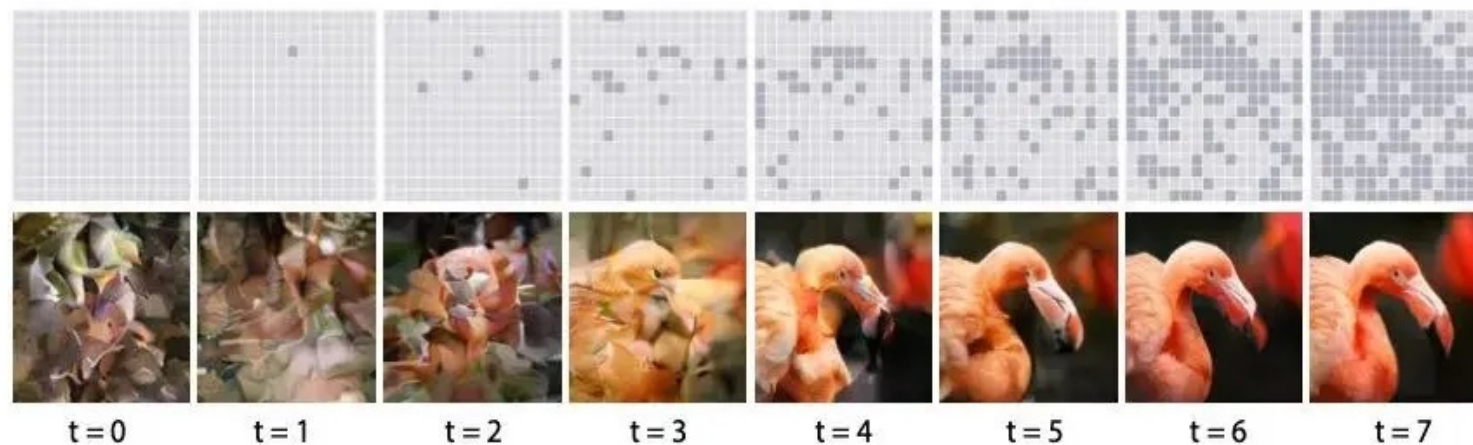 t = 0 t = 1 t = 2 t = 3 t = 4 t = 5 t = 6 t = 7